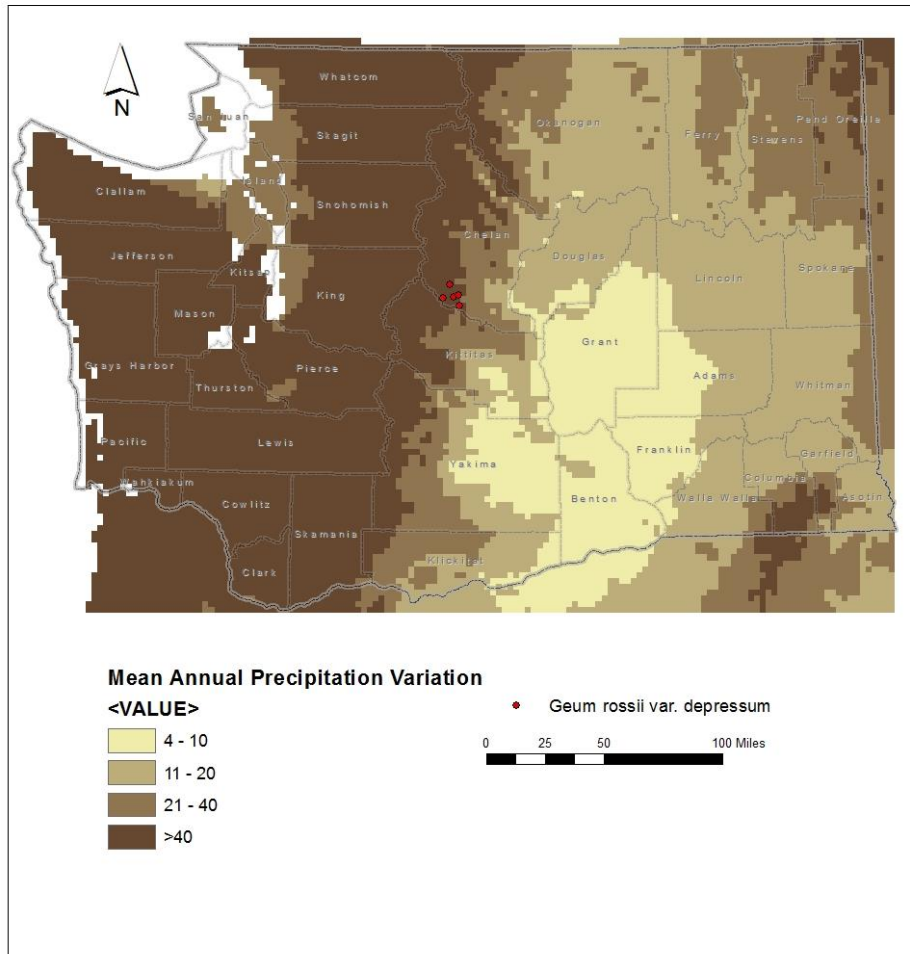 N
Whatcom
San Juan
Skagit
Okanogan
Ferry
Stevens
Pend Oreille
Clallam
Island
Snohomish
Chelan
Jefferson
Kitsap
Douglas
Lincoln
Spokane
King
Mason
Grant
Kittitas
Grays Harbor
Pierce
Adams
Whitman
Thurston
Pacific
Lewis
Yakima
Franklin
Garfield
Wahkiakum
Benton
Walla Walla
Columbia
Asotin
Cowlitz
Skamania
Klickitat
Clark
Mean Annual Precipitation Variation
<VALUE>
4 - 10
11 - 20
21 - 40
>40
Geum rossii var. depressum
0 25 50 100 Miles